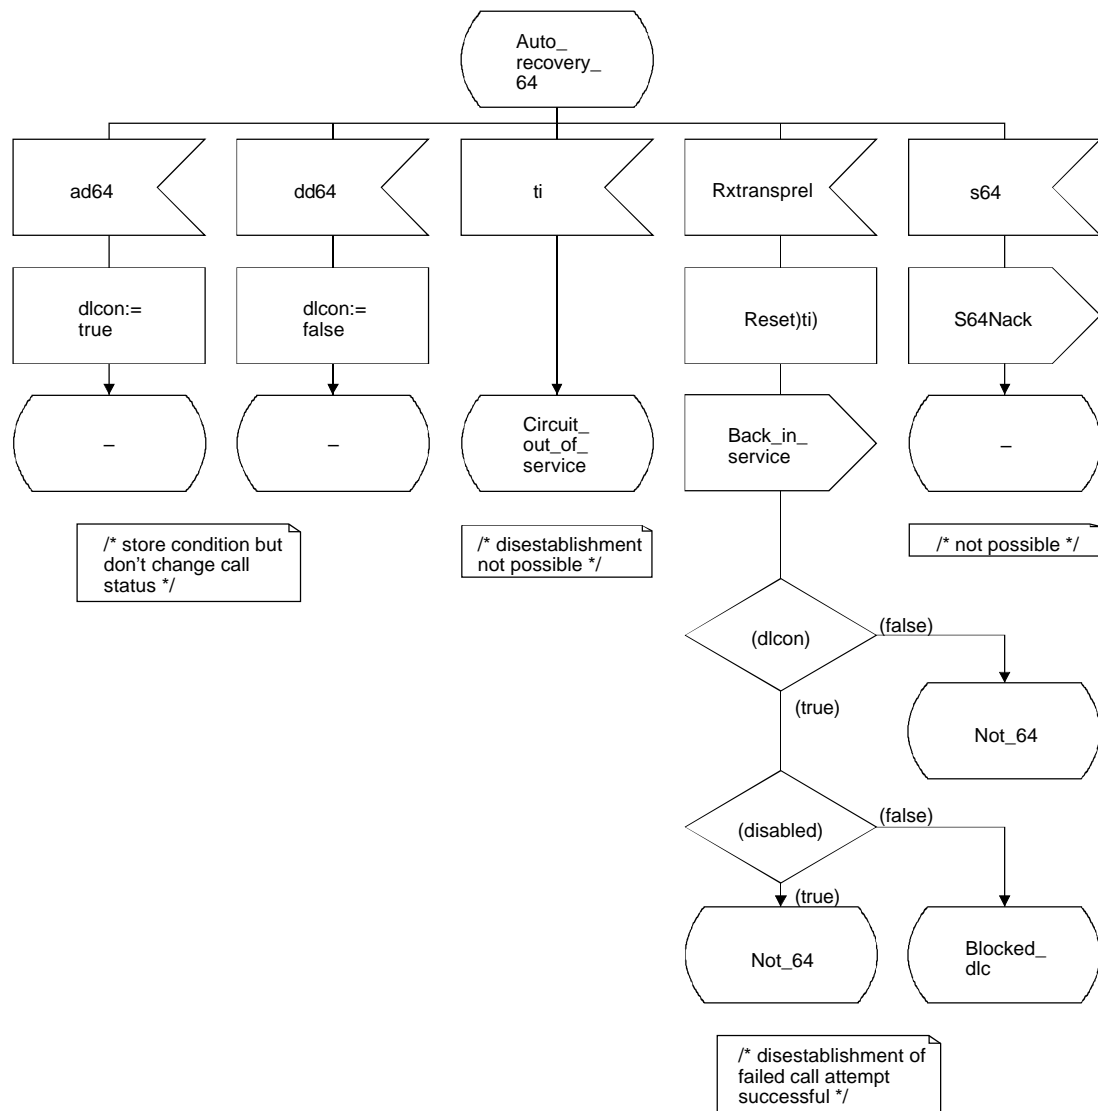 Auto_
recovery_
64
ad64
dd64
ti
Rxtransprel
s64
dlcon:=
true
dlcon:=
false
Reset)ti)
S64Nack
–
–
Circuit_
out_of_
service
Back_in_
service
–
/* store condition but
don't change call
status */
/* disestablishment
not possible */
/* not possible */
(dlcon)
(false)
(true)
Not_64
(disabled)
(false)
(true)
Not_64
Blocked_
dlc
/* disestablishment of
failed call attempt
successful */